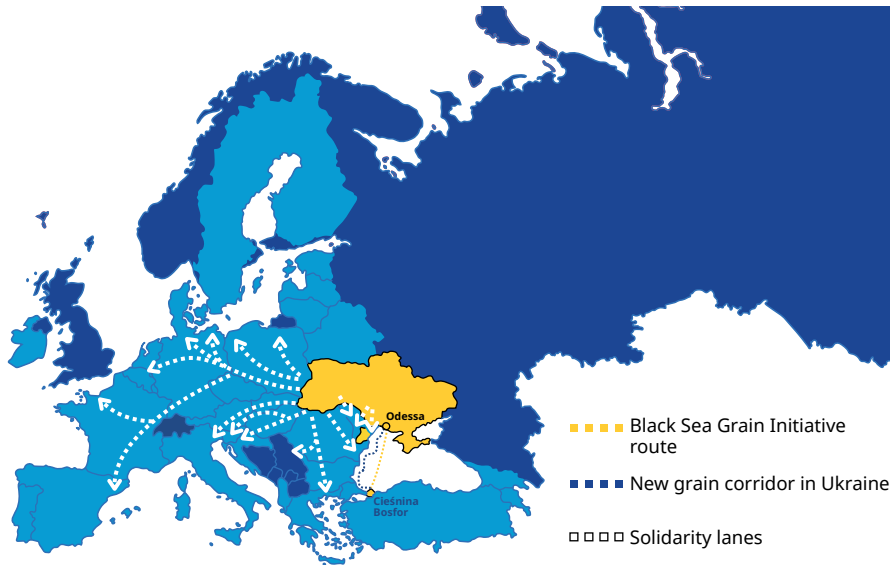 Odessa
Cieśnina
Bosfor
Black Sea Grain Initiative
route
New grain corridor in Ukraine
Solidarity lanes